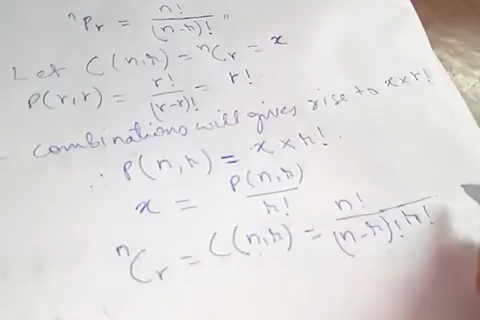 ⁿPᵣ = n!/(n-r)! "
Let C(n,r) = ⁿCᵣ = x
P(r,r) = r!/(r-r)! = r!
combinations will gives rise to x×r!
∴ P(n,r) = x × r!
x = P(n,r)/r!
ⁿCᵣ = C(n,r) = n!/(n-r)! r!